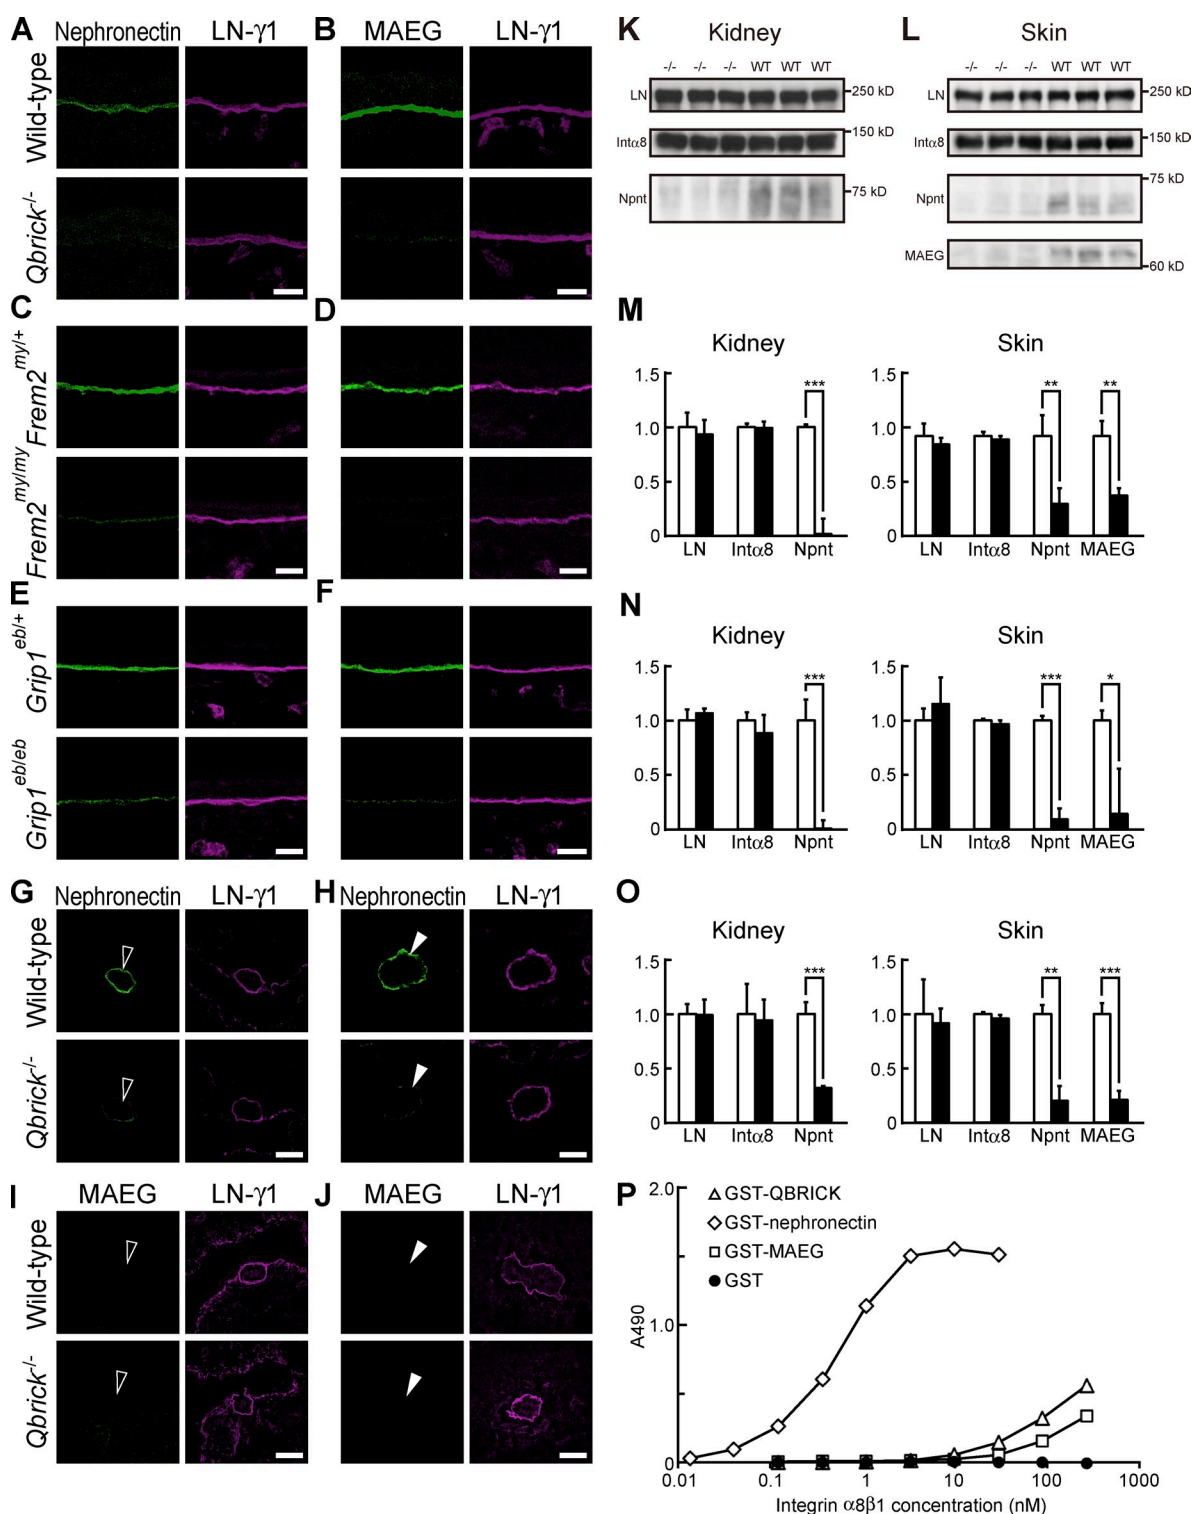 A Nephronectin LN-γ1 B MAEG LN-γ1
Wild-type
Qbrick-/-
C D
Frem2my/+
Frem2my/my
E F
Grip1eb/+
Grip1eb/eb
G Nephronectin LN-γ1 H Nephronectin LN-γ1
Wild-type
Qbrick-/-
I MAEG LN-γ1 J MAEG LN-γ1
Wild-type
Qbrick-/-
K Kidney
-/- -/- -/- WT WT WT
LN 250 kD
Intα8 150 kD
Npnt 75 kD
L Skin
-/- -/- -/- WT WT WT
LN 250 kD
Intα8 150 kD
Npnt 75 kD
MAEG 60 kD
M
Kidney
1.5
1.0
0.5
0
***
LN Intα8 Npnt
Skin
1.5
1.0
0.5
0
** **
LN Intα8 Npnt MAEG
N
Kidney
1.5
1.0
0.5
0
***
LN Intα8 Npnt
Skin
1.5
1.0
0.5
0
*** *
LN Intα8 Npnt MAEG
O
Kidney
1.5
1.0
0.5
0
***
LN Intα8 Npnt
Skin
1.5
1.0
0.5
0
** ***
LN Intα8 Npnt MAEG
P
2.0
1.0
0
A490
GST-QBRICK
GST-nephronectin
GST-MAEG
GST
0.01 0.1 1 10 100 1000
Integrin α8β1 concentration (nM)